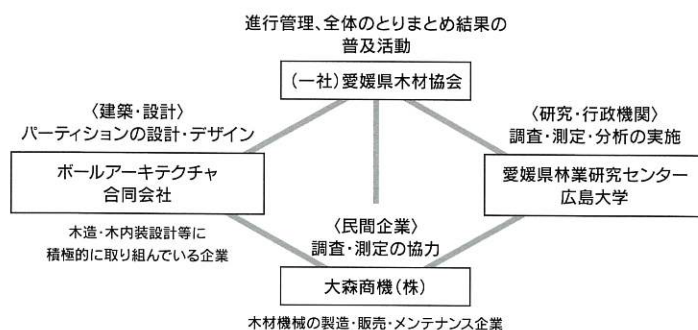 進行管理、全体のとりまとめ結果の
普及活動
(一社)愛媛県木材協会
〈建築・設計〉
パーティションの設計・デザイン
ボールアーキテクチャ
合同会社
木造・木内装設計等に
積極的に取り組んでいる企業
〈研究・行政機関〉
調査・測定・分析の実施
愛媛県林業研究センター
広島大学
〈民間企業〉
調査・測定の協力
大森商機(株)
木材機械の製造・販売・メンテナンス企業